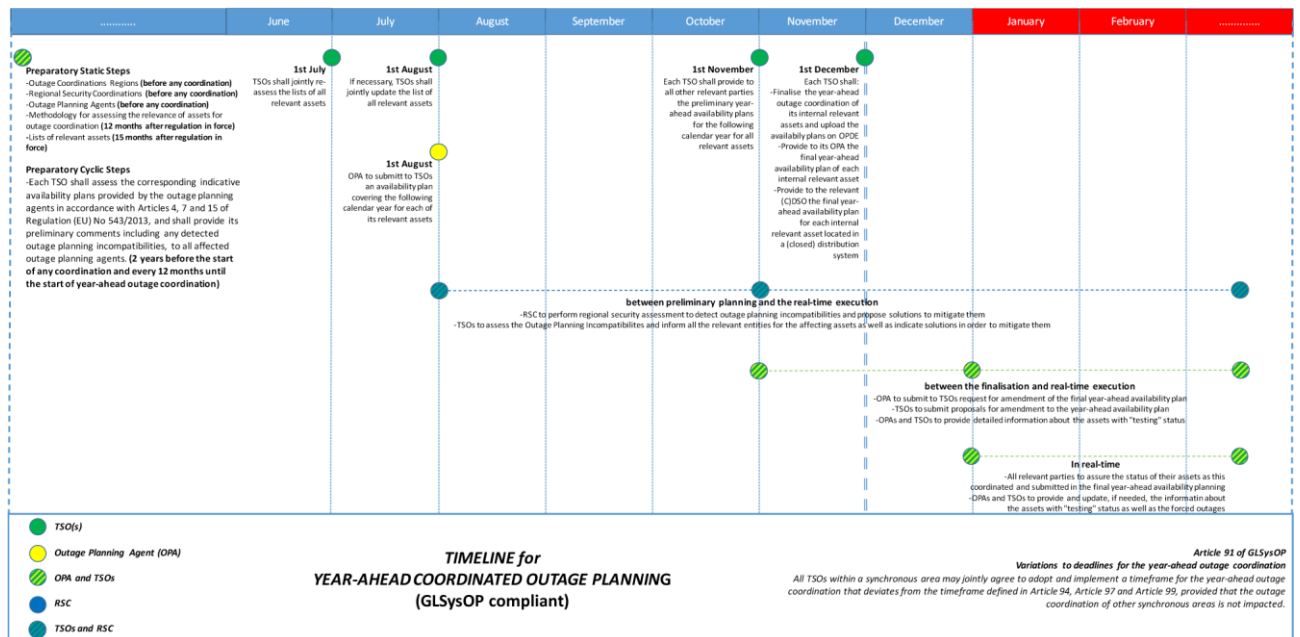 ............
June
July
August
September
October
November
December
January
February
.............
Preparatory Static Steps
-Outage Coordinations Regions (before any coordination)
-Regional Security Coordinations (before any coordination)
-Outage Planning Agents (before any coordination)
-Methodology for assessing the relevance of assets for
outage coordination (12 months after regulation in force)
-Lists of relevant assets (15 months after regulation in
force)
Preparatory Cyclic Steps
-Each TSO shall assess the corresponding indicative
availability plans provided by the outage planning
agents in accordance with Articles 4, 7 and 15 of
Regulation (EU) No 543/2013, and shall provide its
preliminary comments including any detected
outage planning incompatibilities, to all affected
outage planning agents. (2 years before the start
of any coordination and every 12 months until
the start of year-ahead outage coordination)
1st July
TSOs shall jointly re-
assess the lists of all
relevant assets
1st August
If necessary, TSOs shall
jointly update the list of
all relevant assets
1st August
OPA to submitt to TSOs
an availability plan
covering the following
calendar year for each of
its relevant assets
1st November
Each TSO shall provide to
all other relevant parties
the preliminary year-
ahead availability plans
for the following
calendar year for all
relevant assets
1st December
Each TSO shall:
-Finalise the year-ahead
outage coordination of
its internal relevant
assets and upload the
availabiliy plans on OPDE
-Provide to its OPA the
final year-ahead
availability plan of each
internal relevant asset
-Provide to the relevant
(C)DSO the final year-
ahead availability plan
for each internal
relevant asset located in
a (closed) distribution
system
between preliminary planning and the real-time execution
-RSC to perform regional security assessment to detect outage planning incompatibilities and propose solutions to mitigate them
-TSOs to assess the Outage Planning Incompatibilites and inform all the relevant entities for the affecting assets as well as indicate solutions in order to mitigate them
between the finalisation and real-time execution
-OPA to submit to TSOs request for amendment of the final year-ahead availability plan
-TSOs to submit proposals for amendment to the year-ahead availability plan
-OPAs and TSOs to provide detailed information about the assets with "testing" status
In real-time
-All relevant parties to assure the status of their assets as this
coordinated and submitted in the final year-ahead availability planning
-OPAs and TSOs to provide and update, if needed, the informatin about
the assets with "testing" status as well as the forced outages
TSO(s)
Outage Planning Agent (OPA)
OPA and TSOs
RSC
TSOs and RSC
TIMELINE for
YEAR-AHEAD COORDINATED OUTAGE PLANNING
(GLSysOP compliant)
Article 91 of GLSysOP
Variations to deadlines for the year-ahead outage coordination
All TSOs within a synchronous area may jointly agree to adopt and implement a timeframe for the year-ahead outage
coordination that deviates from the timeframe defined in Article 94, Article 97 and Article 99, provided that the outage
coordination of other synchronous areas is not impacted.